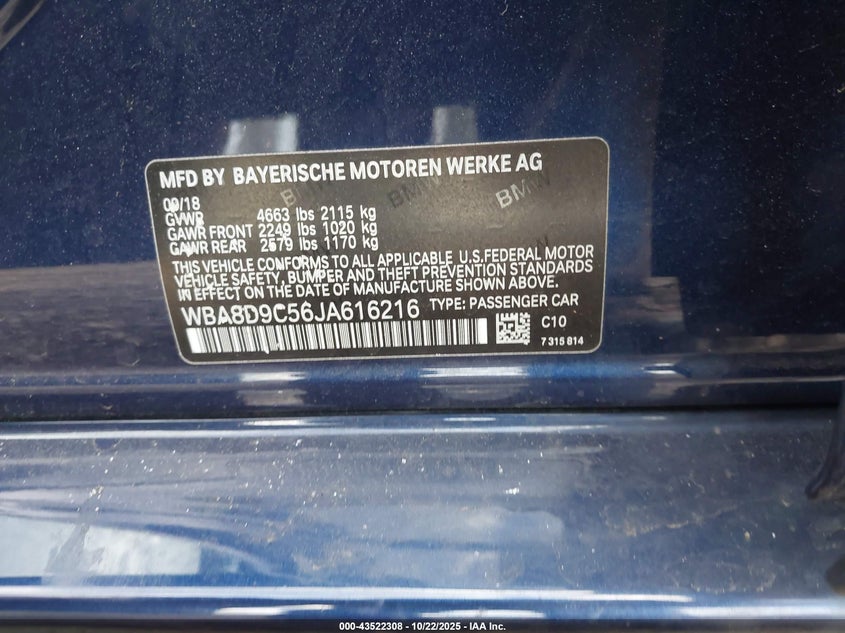 MFD BY BAYERISCHE MOTOREN WERKE AG
09/18
GVWR 4663 lbs 2115 kg
GAWR FRONT 2249 lbs 1020 kg
GAWR REAR 2579 lbs 1170 kg
THIS VEHICLE CONFORMS TO ALL APPLICABLE U.S.FEDERAL MOTOR
VEHICLE SAFETY, BUMPER AND THEFT PREVENTION STANDARDS
IN EFFECT ON THE DATE OF MANUFACTURE SHOWN ABOVE.
WBA8D9C56JA616216 TYPE: PASSENGER CAR
C10
7 315 814
BMW
BMW
000-43522308 - 10/22/2025 - IAA Inc.